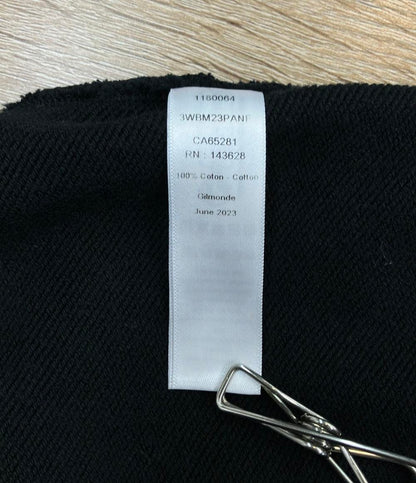 1180064
3WBM23PANF
CA65281
RN : 143628
100% Coton - Cotton
Gilmonde
June 2023